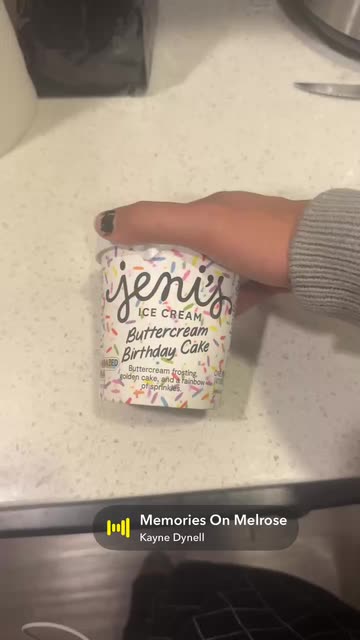 jeni's
ICE CREAM
Buttercream
Birthday Cake
Buttercream frosting,
golden cake, and a rainbow
of sprinkles.
Memories On Melrose
Kayne Dynell